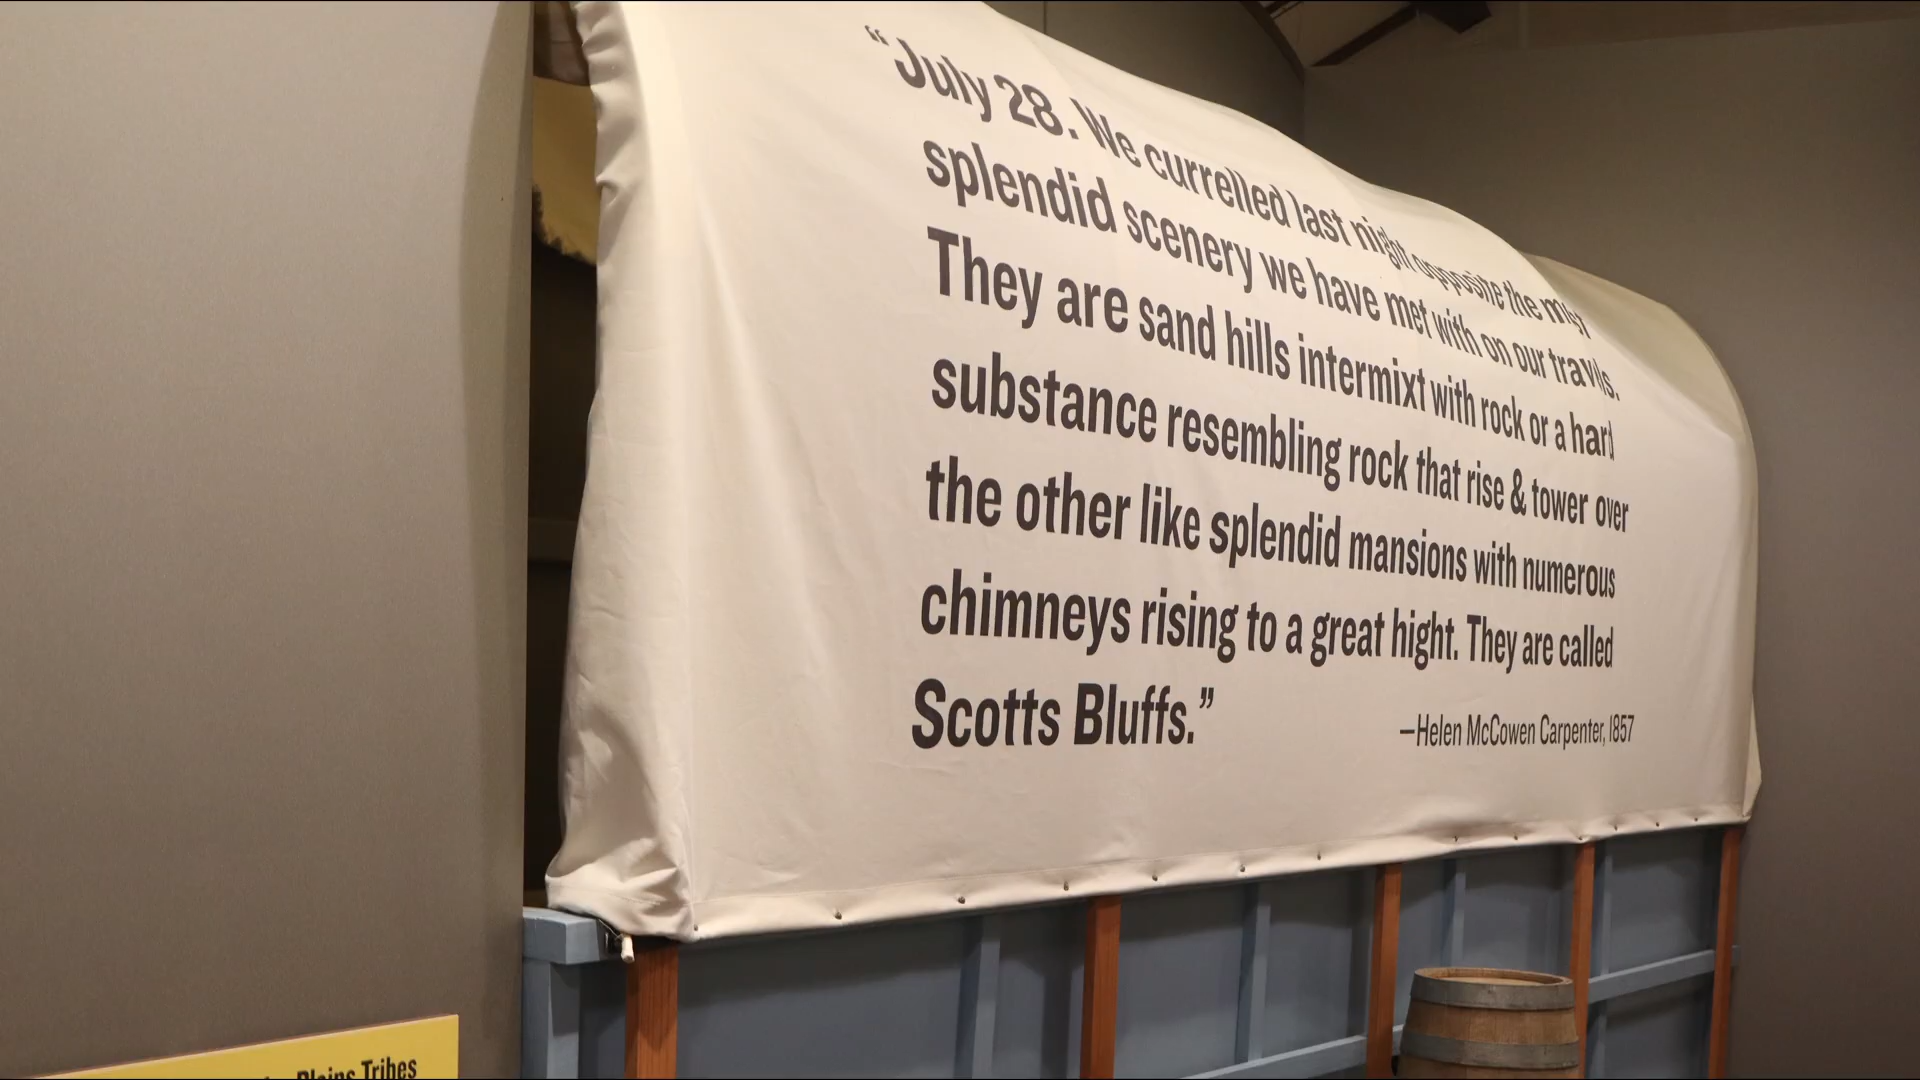 “July 28. We currelled last night opposite the most
splendid scenery we have met with on our travels.
They are sand hills intermixt with rock or a hard
substance resembling rock that rise & tower over
the other like splendid mansions with numerous
chimneys rising to a great hight. They are called
Scotts Bluffs.”
—Helen McCowen Carpenter, 1857
Plains Tribes